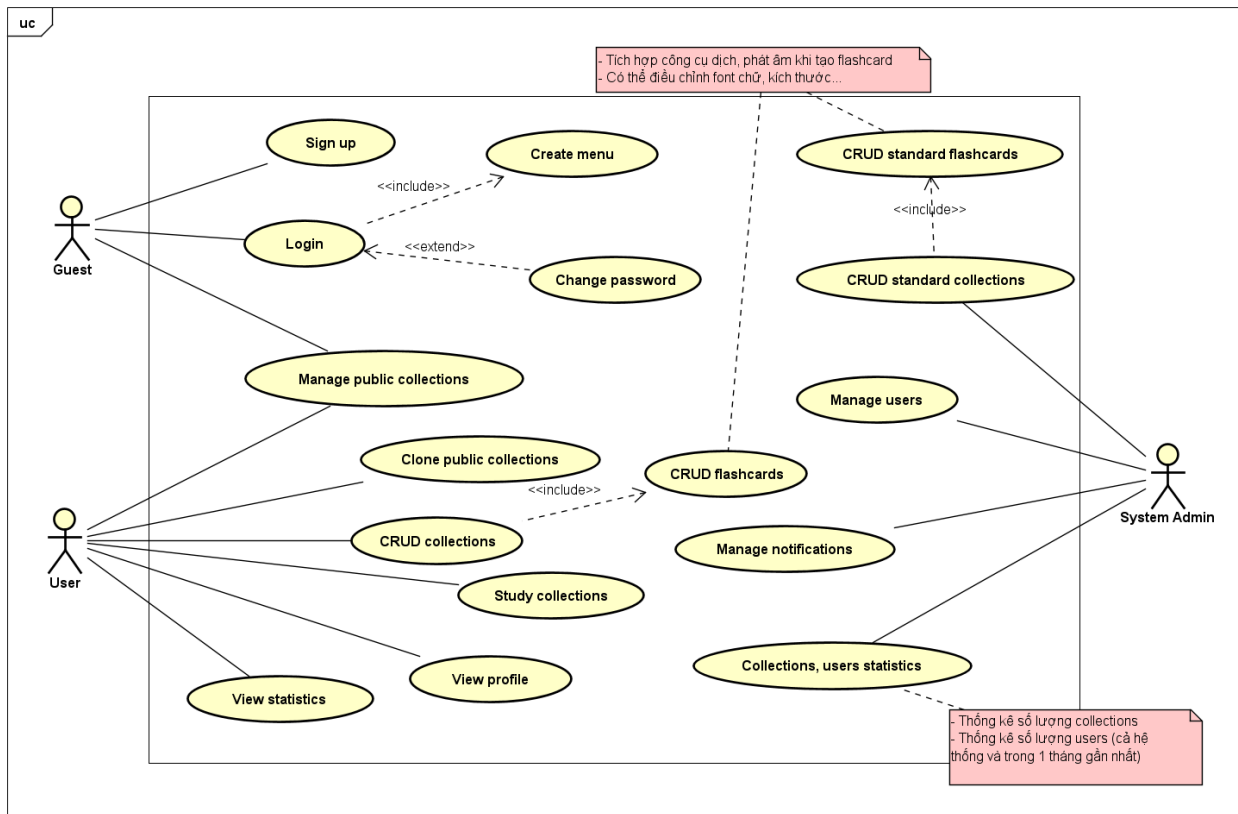 uc
- Tích hợp công cụ dịch, phát âm khi tạo flashcard
- Có thể điều chỉnh font chữ, kích thước...
Sign up
Create menu
CRUD standard flashcards
<<include>>
<<include>>
Login
<<extend>>
Guest
Change password
CRUD standard collections
Manage public collections
Manage users
Clone public collections
CRUD flashcards
<<include>>
System Admin
CRUD collections
Manage notifications
User
Study collections
Collections, users statistics
View profile
View statistics
- Thống kê số lượng collections
- Thống kê số lượng users (cả hệ
thống và trong 1 tháng gần nhất)